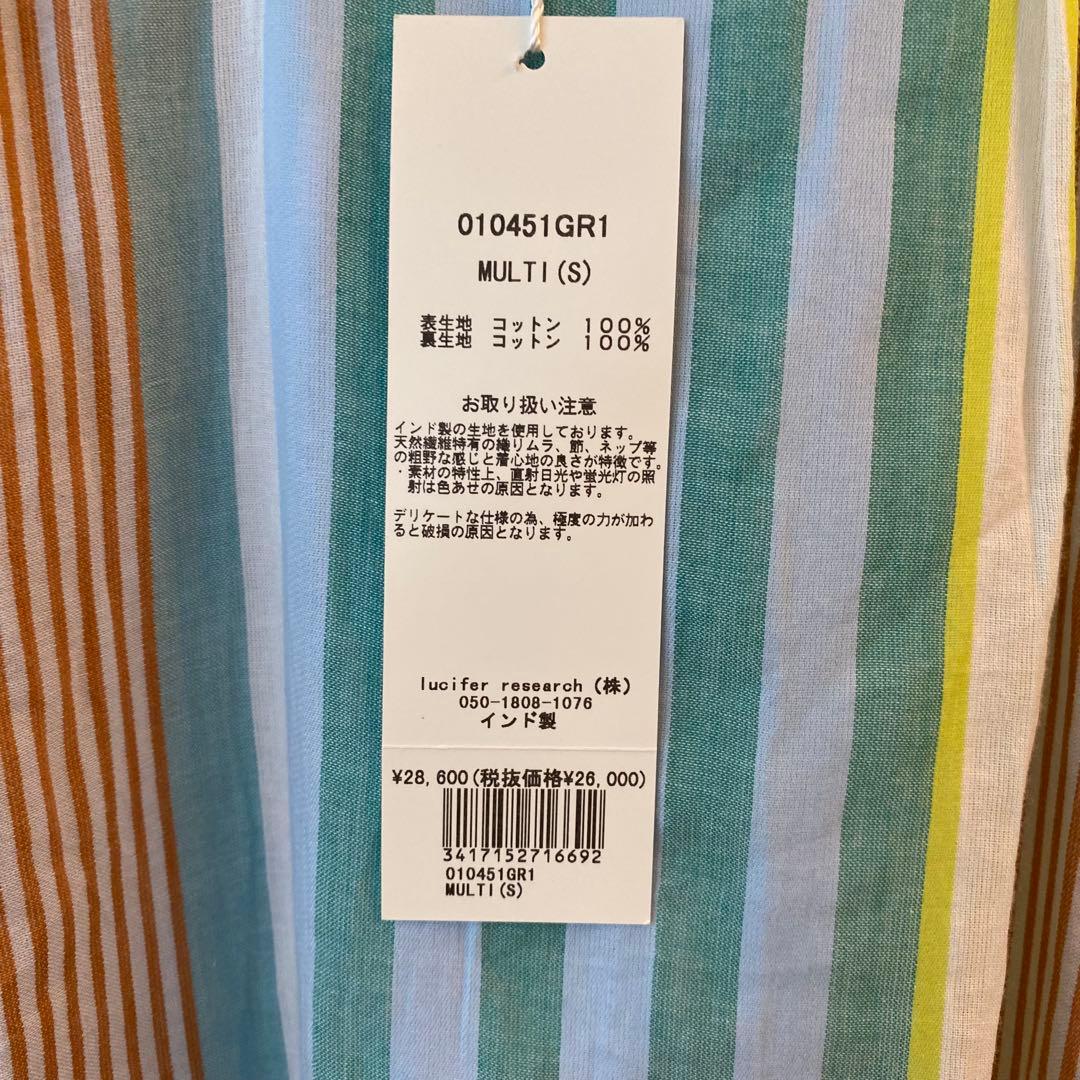 010451GR1
MULTI(S)
表生地 コットン 100%
裏生地 コットン 100%
お取り扱い注意
インド製の生地を使用しております。
天然繊維特有の織りムラ、節、ネップ等
の粗野な感じと着心地の良さが特徴です。
・素材の特性上、直射日光や蛍光灯の照
射は色あせの原因となります。
デリケートな仕様の為、極度の力が加わ
ると破損の原因となります。
lucifer research (株)
050-1808-1076
インド製
¥28,600(税抜価格¥26,000)
3417152716692
010451GR1
MULTI(S)